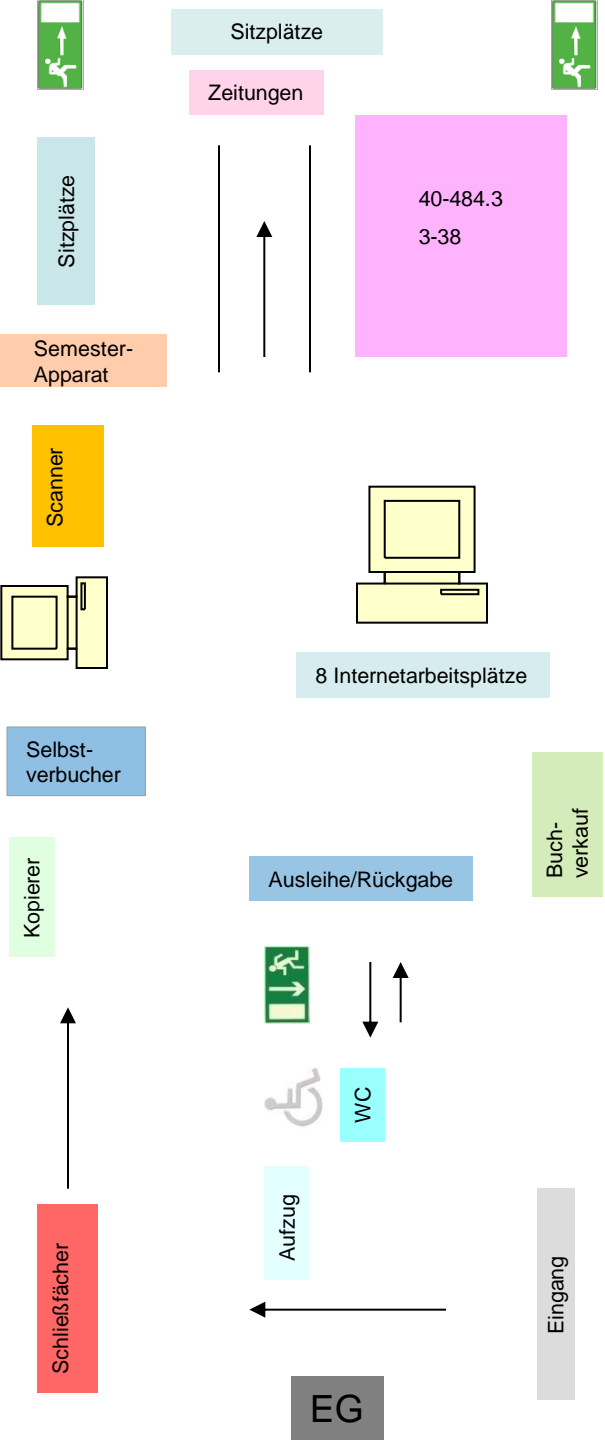 Sitzplätze
Zeitungen
40-484.3
3-38
Sitzplätze
Semester-
Apparat
Scanner
8 Internetarbeitsplätze
Selbst-
verbucher
Buch-
verkauf
Kopierer
Ausleihe/Rückgabe
WC
Aufzug
Schließfächer
Eingang
EG